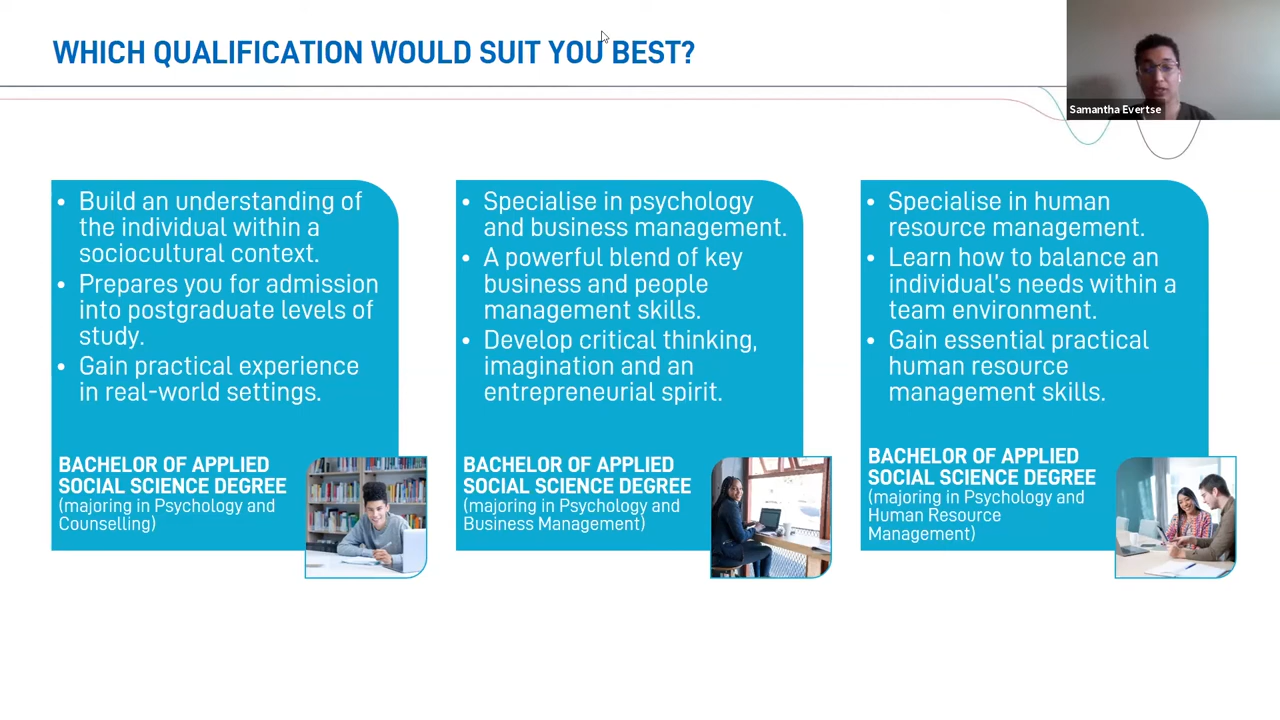 WHICH QUALIFICATION WOULD SUIT YOU BEST?
Samantha Evertse
• Build an understanding of
the individual within a
sociocultural context.
• Prepares you for admission
into postgraduate levels of
study.
• Gain practical experience
in real-world settings.
BACHELOR OF APPLIED
SOCIAL SCIENCE DEGREE
(majoring in Psychology and
Counselling)
• Specialise in psychology
and business management.
• A powerful blend of key
business and people
management skills.
• Develop critical thinking,
imagination and an
entrepreneurial spirit.
BACHELOR OF APPLIED
SOCIAL SCIENCE DEGREE
(majoring in Psychology and
Business Management)
• Specialise in human
resource management.
• Learn how to balance an
individual's needs within a
team environment.
• Gain essential practical
human resource
management skills.
BACHELOR OF APPLIED
SOCIAL SCIENCE DEGREE
(majoring in Psychology and
Human Resource
Management)